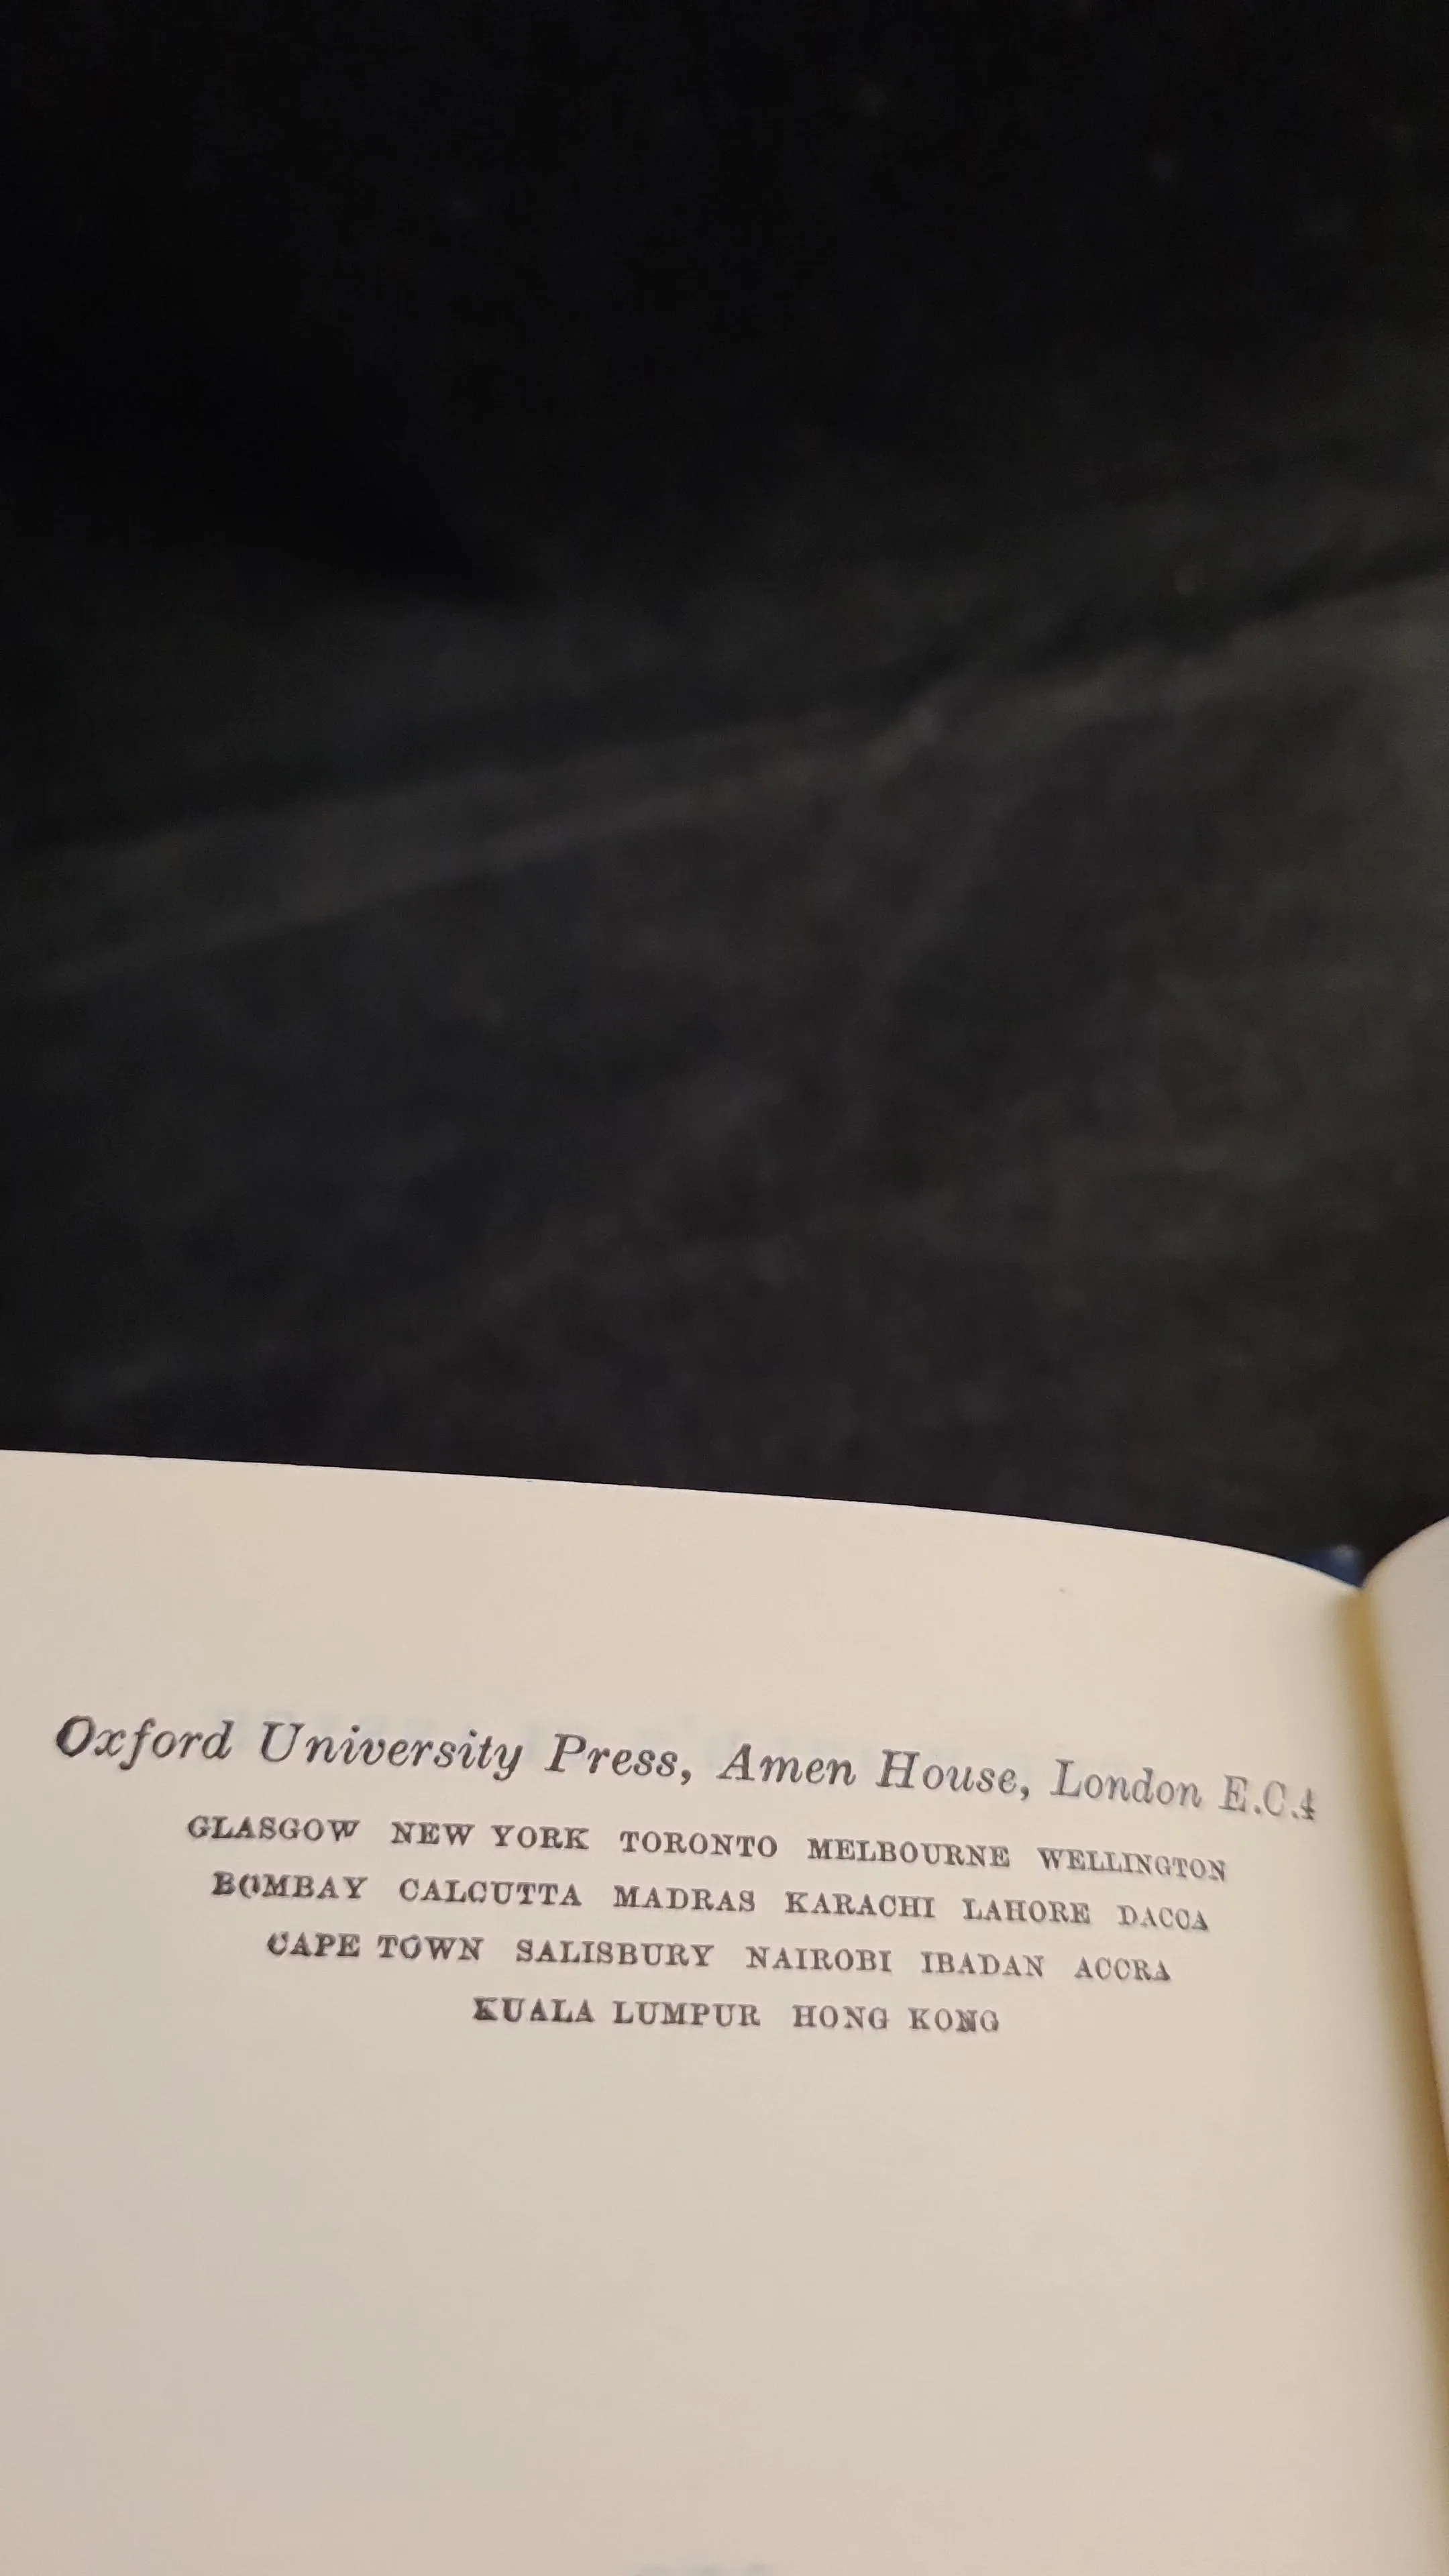 Oxford University Press, Amen House, London E.C.4
GLASGOW NEW YORK TORONTO MELBOURNE WELLINGTON
BOMBAY CALCUTTA MADRAS KARACHI LAHORE DACCA
CAPE TOWN SALISBURY NAIROBI IBADAN ACCRA
KUALA LUMPUR HONG KONG